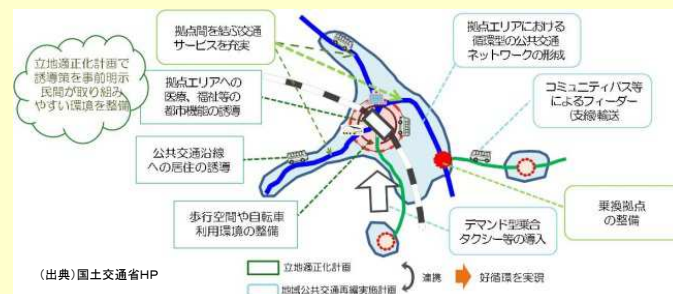 立地適正化計画で
誘導策を事前明示
民間が取り組み
やすい環境を整備
拠点間を結ぶ交通
サービスを充実
拠点エリアへの
医療、福祉等の
都市機能の誘導
公共交通沿線
への居住の誘導
歩行空間や自転車
利用環境の整備
拠点エリアにおける
循環型の公共交通
ネットワークの形成
コミュニティバス等
によるフィーダー
(支線)輸送
乗換拠点
の整備
デマンド型乗合
タクシー等の導入
(出典)国土交通省HP
立地適正化計画
地域公共交通再編実施計画
連携
好循環を実現